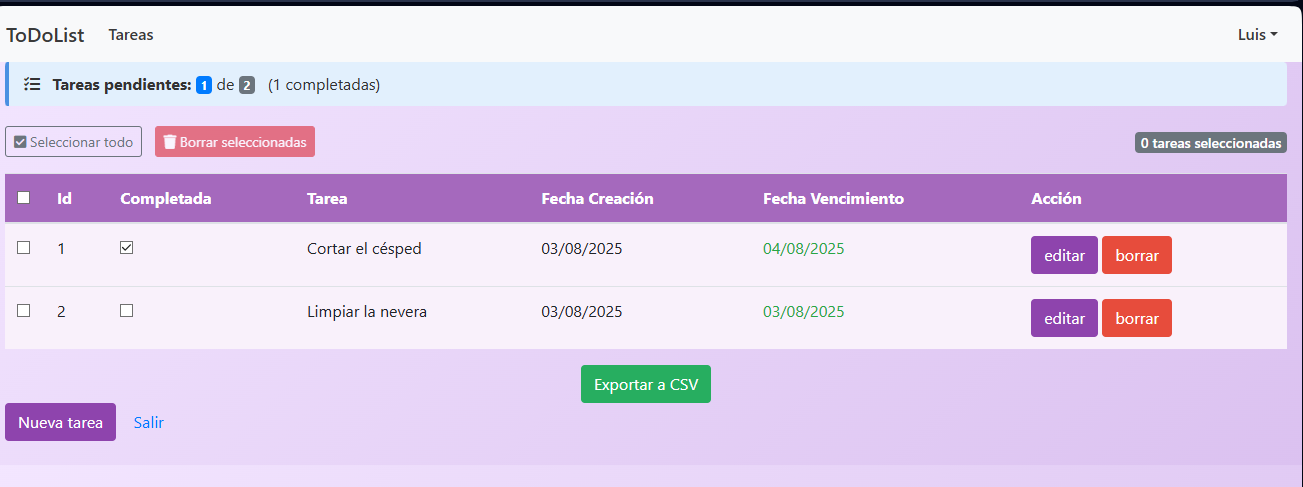 ToDoList Tareas Luis
Tareas pendientes: 1 de 2 (1 completadas)
Seleccionar todo Borrar seleccionadas 0 tareas seleccionadas
Id Completada Tarea Fecha Creación Fecha Vencimiento Acción
1 Cortar el césped 03/08/2025 04/08/2025 editar borrar
2 Limpiar la nevera 03/08/2025 03/08/2025 editar borrar
Exportar a CSV
Nueva tarea Salir